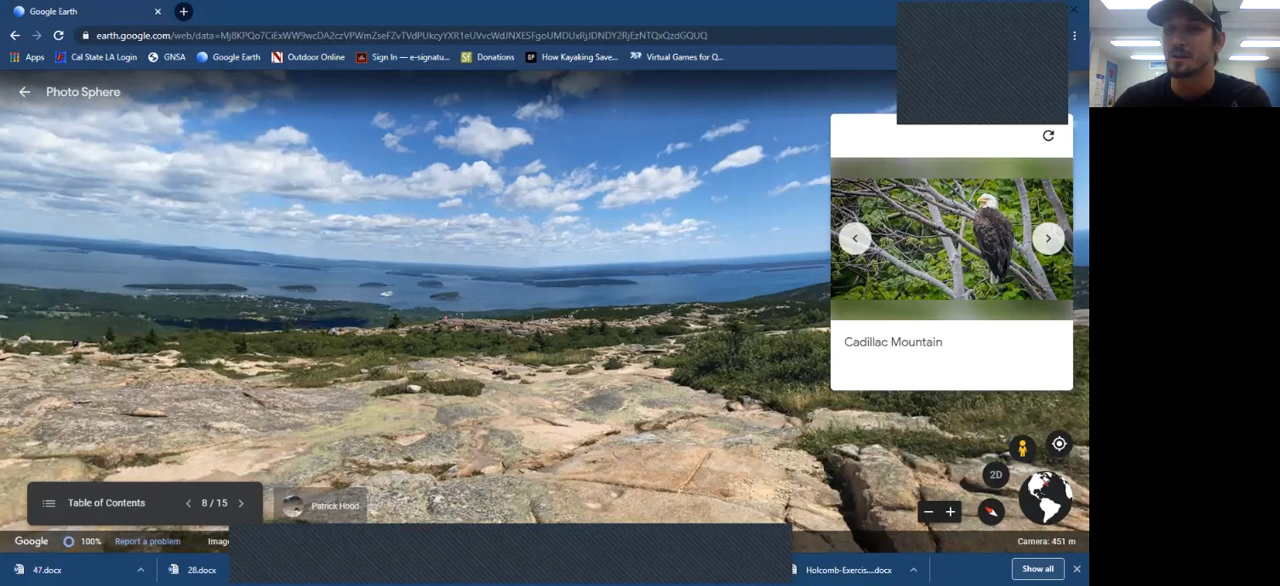 Google Earth
earth.google.com/web/data=Mj8KPQo7CiExWW9wcDA2czVPWmZseFZvTVdPUkcyYXR1eUVvcWdJNXESFgoUMDUxRjJDNDY2RjEzNTQxQzdGQUQ
Apps
Cal State LA Login
GNSA
Google Earth
Outdoor Online
Sign In — e-signatu...
Donations
How Kayaking Save...
Virtual Games for Q...
Photo Sphere
Cadillac Mountain
2D
Table of Contents
8 / 15
Patrick Hood
Google
100%
Report a problem
Camera: 451 m
47.docx
28.docx
Holcomb-Exercis....docx
Show all